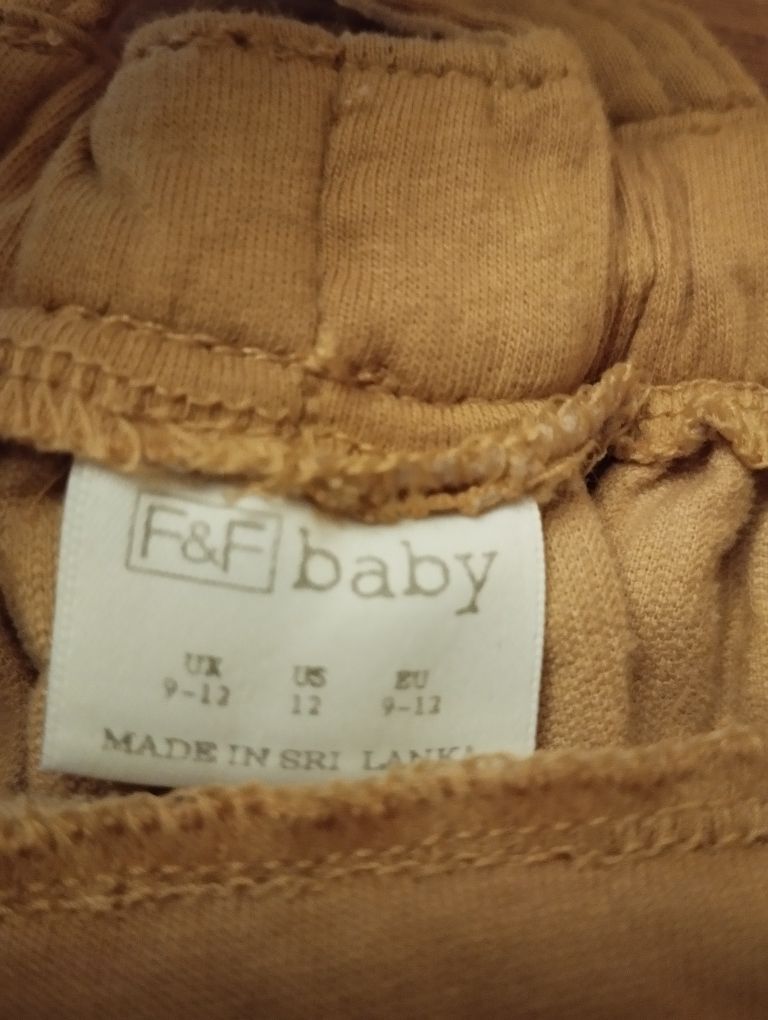 F&F baby
UK US EU
9-12 12 9-12
MADE IN SRI LANKA